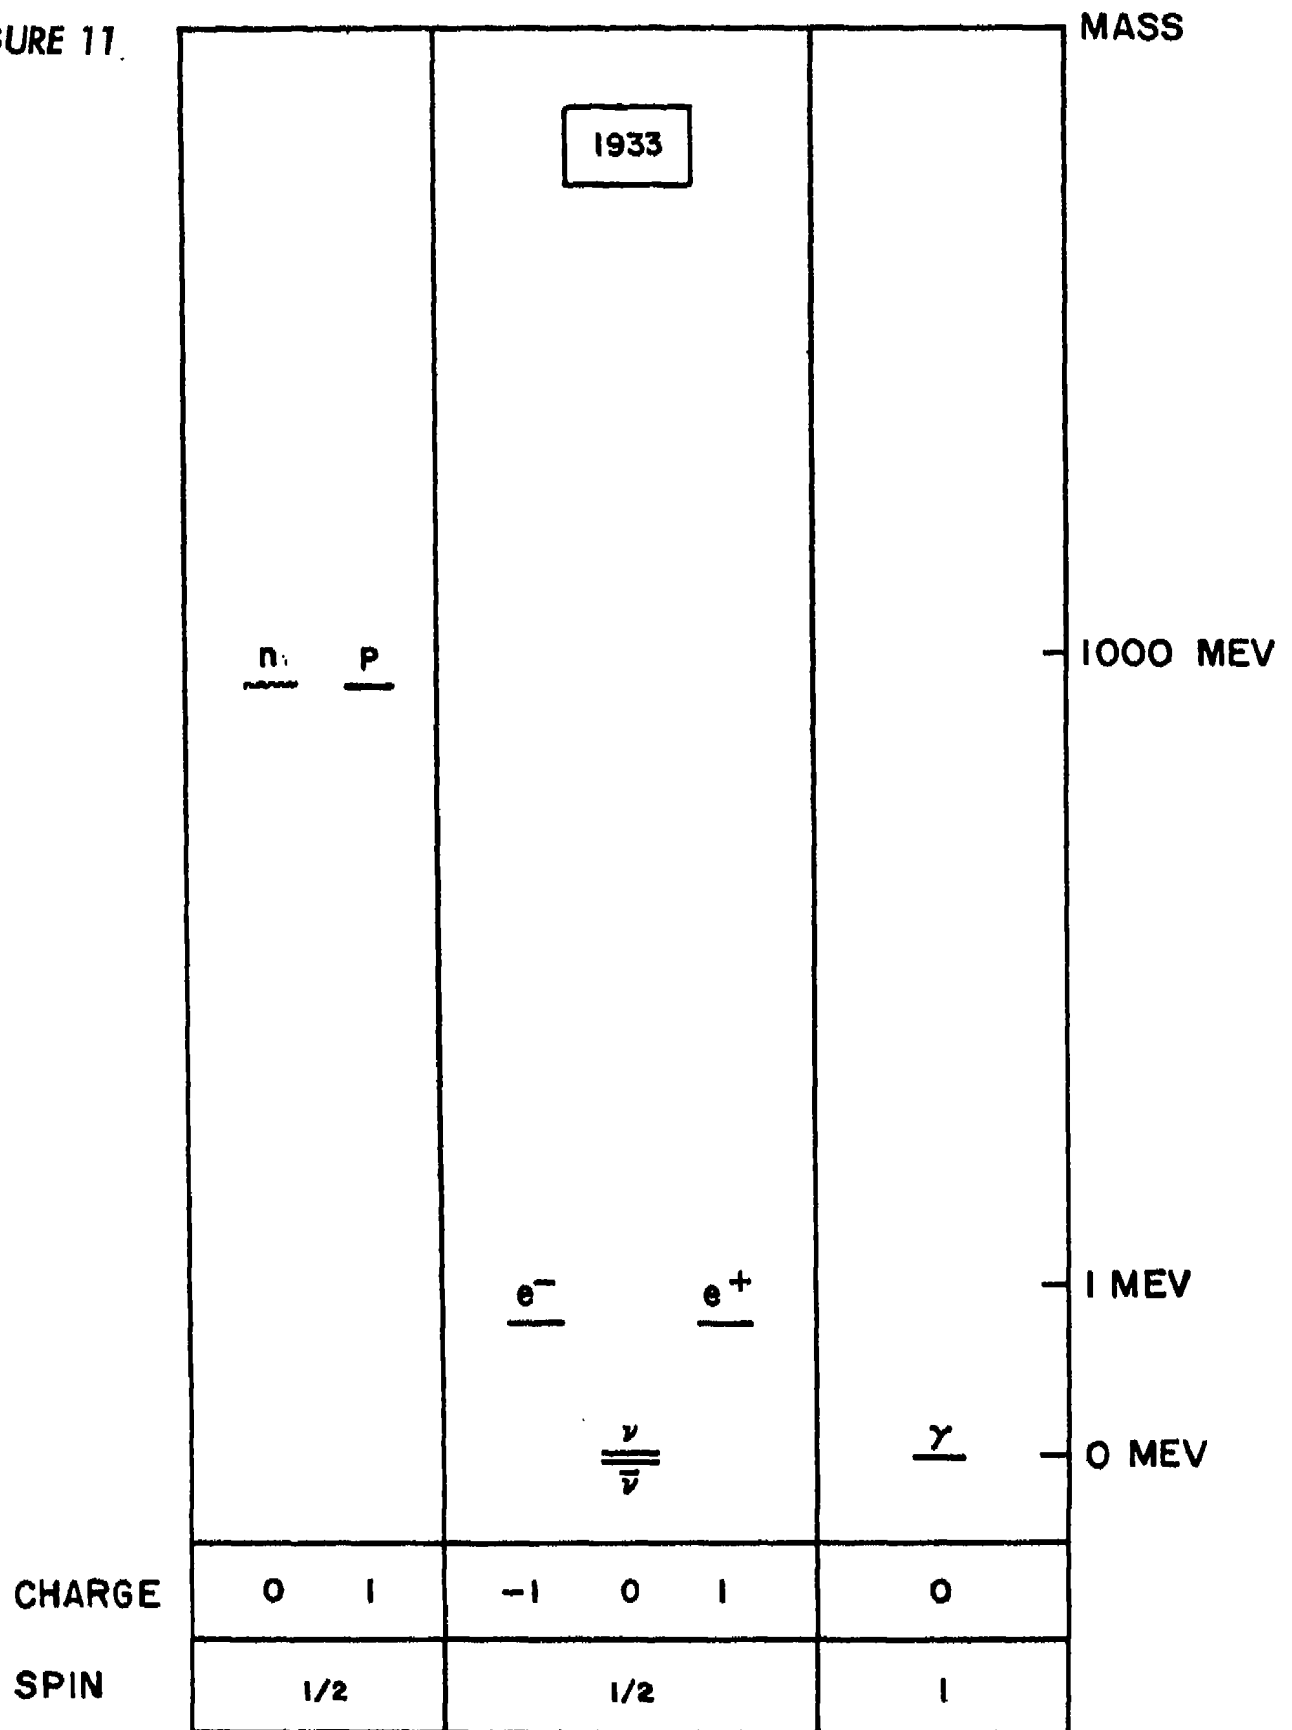 URE 11
MASS
1933
n p
1000 MEV
e⁻ e⁺
1 MEV
ν
ν̄
γ
0 MEV
CHARGE 0 1 -1 0 1 0
SPIN 1/2 1/2 1